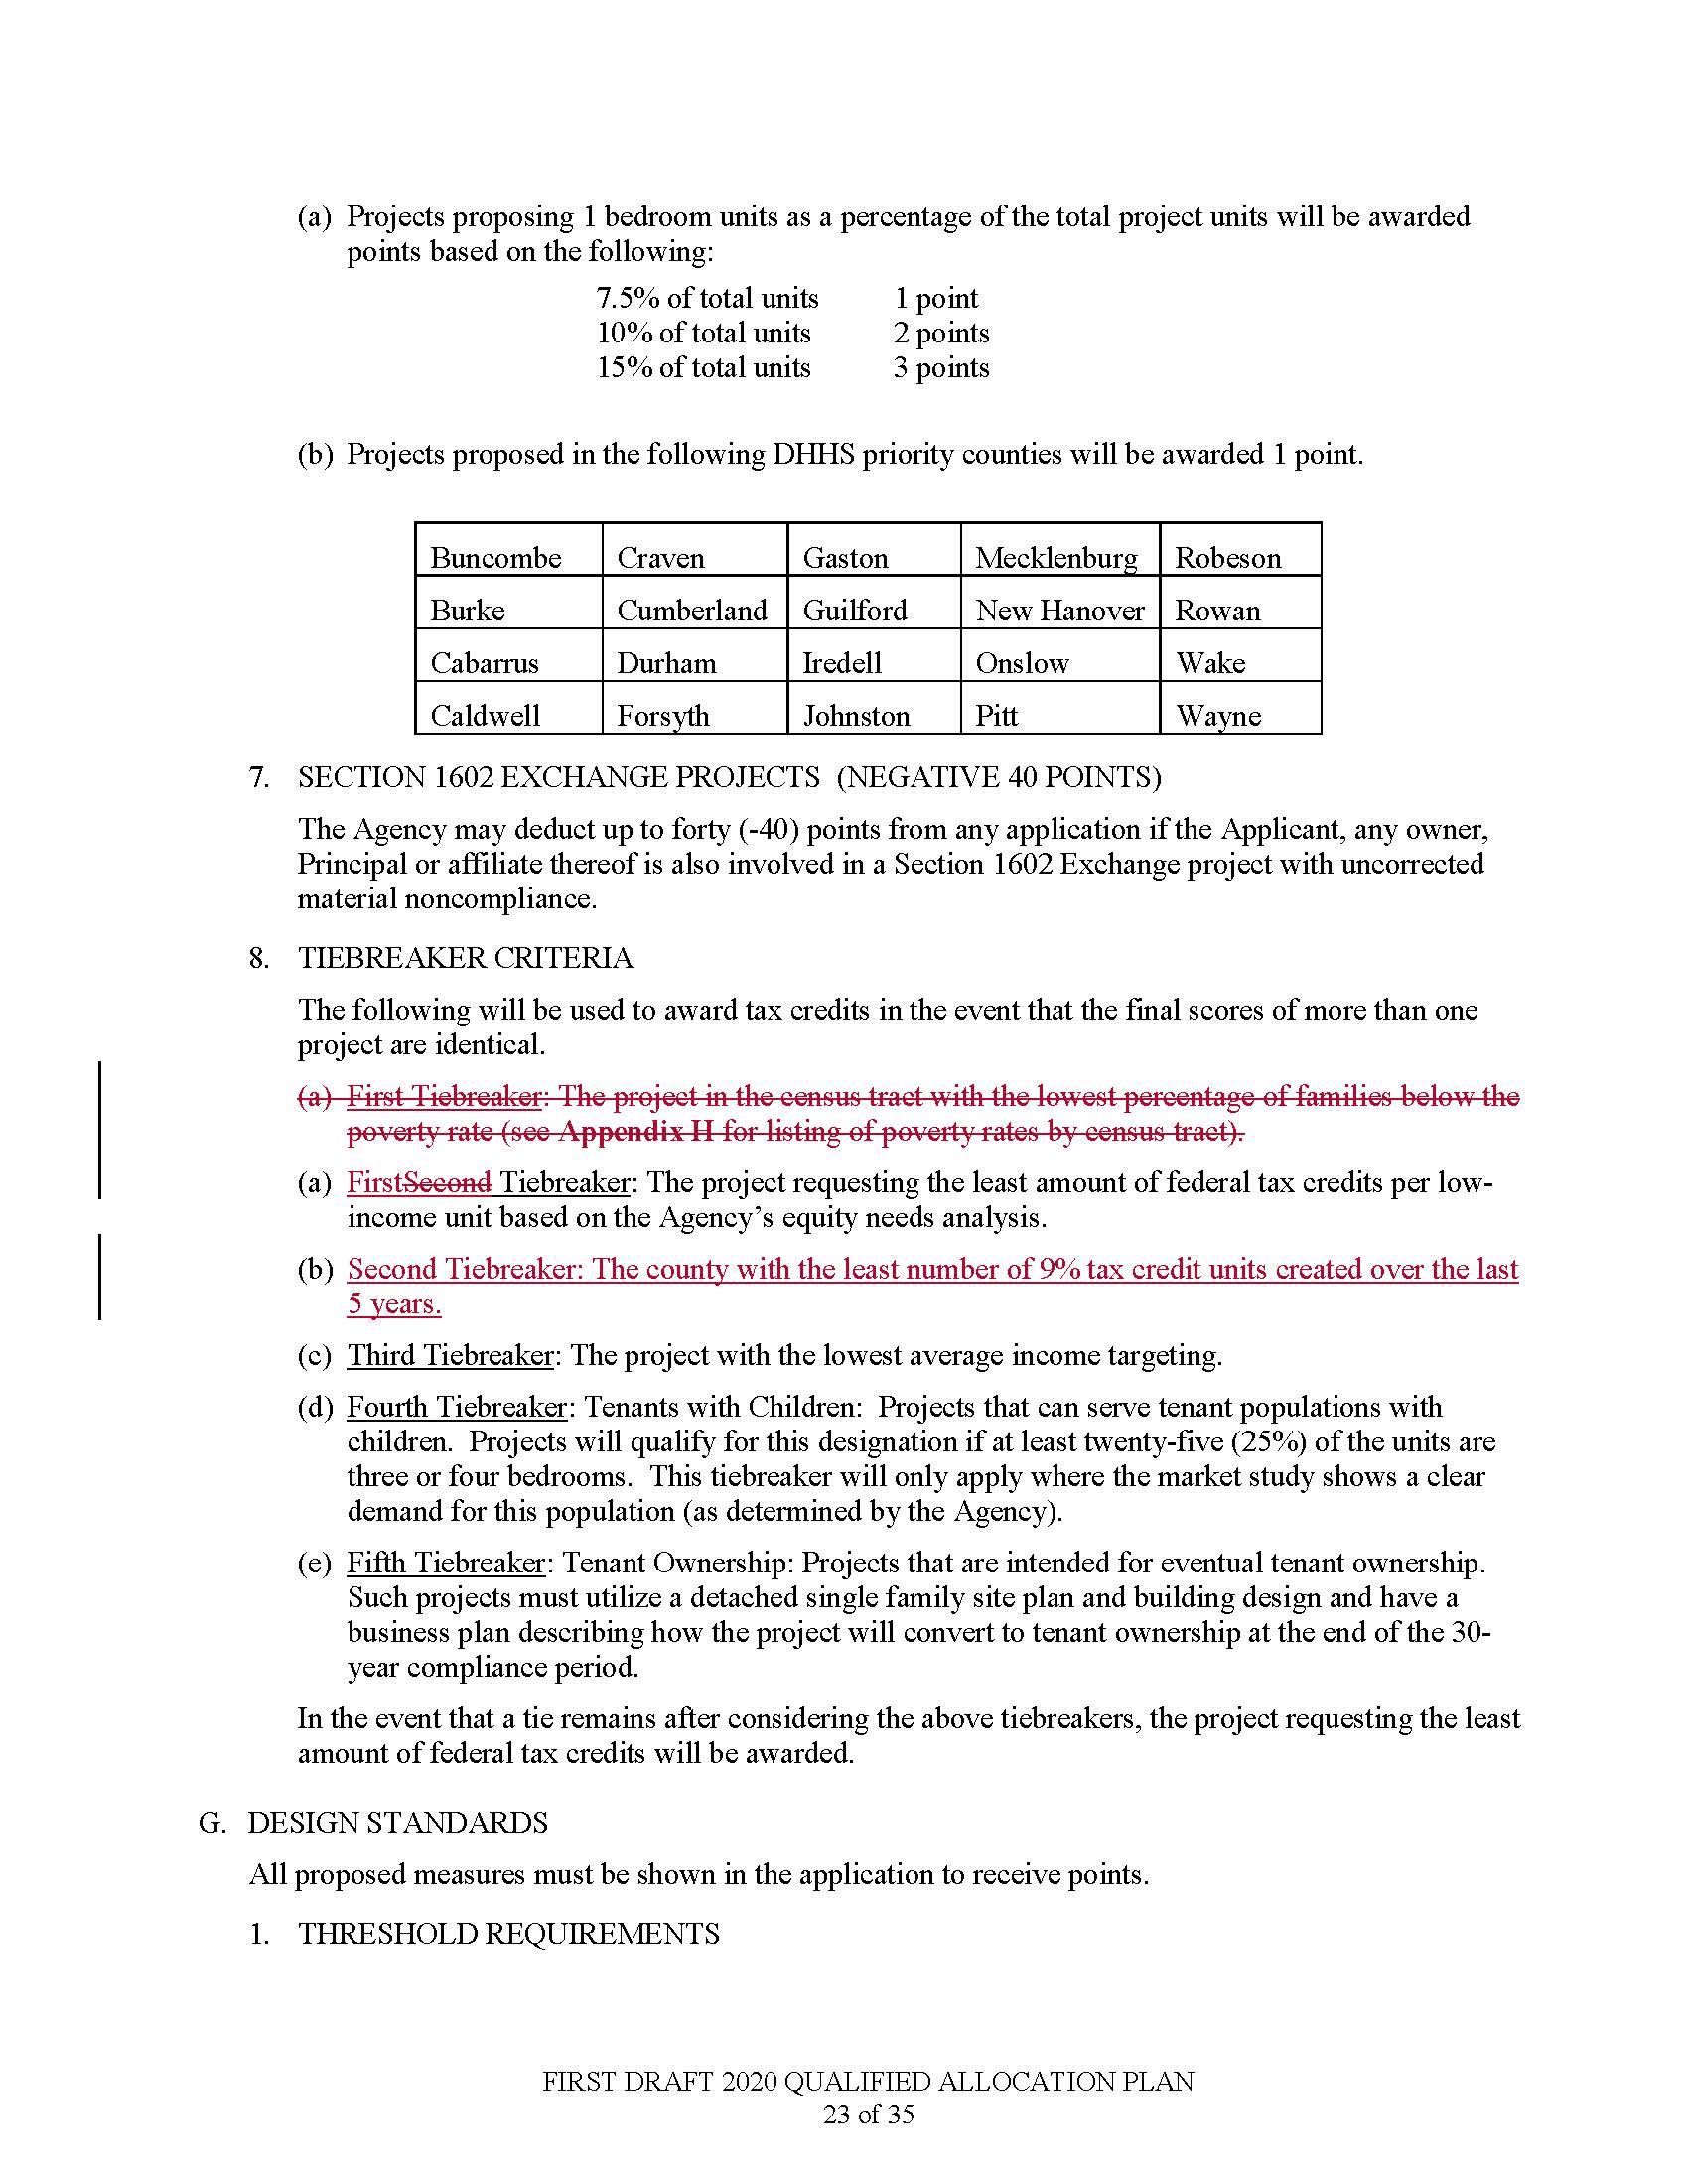 (a) Projects proposing 1 bedroom units as a percentage of the total project units will be awarded
points based on the following:
7.5% of total units 1 point
10% of total units 2 points
15% of total units 3 points
(b) Projects proposed in the following DHHS priority counties will be awarded 1 point.
Buncombe Craven Gaston Mecklenburg Robeson
Burke Cumberland Guilford New Hanover Rowan
Cabarrus Durham Iredell Onslow Wake
Caldwell Forsyth Johnston Pitt Wayne
7. SECTION 1602 EXCHANGE PROJECTS (NEGATIVE 40 POINTS)
The Agency may deduct up to forty (-40) points from any application if the Applicant, any owner,
Principal or affiliate thereof is also involved in a Section 1602 Exchange project with uncorrected
material noncompliance.
8. TIEBREAKER CRITERIA
The following will be used to award tax credits in the event that the final scores of more than one
project are identical.
(a) First Tiebreaker: The project in the census tract with the lowest percentage of families below the
poverty rate (see Appendix H for listing of poverty rates by census tract).
(a) FirstSecond Tiebreaker: The project requesting the least amount of federal tax credits per low-
income unit based on the Agency’s equity needs analysis.
(b) Second Tiebreaker: The county with the least number of 9% tax credit units created over the last
5 years.
(c) Third Tiebreaker: The project with the lowest average income targeting.
(d) Fourth Tiebreaker: Tenants with Children: Projects that can serve tenant populations with
children. Projects will qualify for this designation if at least twenty-five (25%) of the units are
three or four bedrooms. This tiebreaker will only apply where the market study shows a clear
demand for this population (as determined by the Agency).
(e) Fifth Tiebreaker: Tenant Ownership: Projects that are intended for eventual tenant ownership.
Such projects must utilize a detached single family site plan and building design and have a
business plan describing how the project will convert to tenant ownership at the end of the 30-
year compliance period.
In the event that a tie remains after considering the above tiebreakers, the project requesting the least
amount of federal tax credits will be awarded.
G. DESIGN STANDARDS
All proposed measures must be shown in the application to receive points.
1. THRESHOLD REQUIREMENTS
FIRST DRAFT 2020 QUALIFIED ALLOCATION PLAN
23 of 35